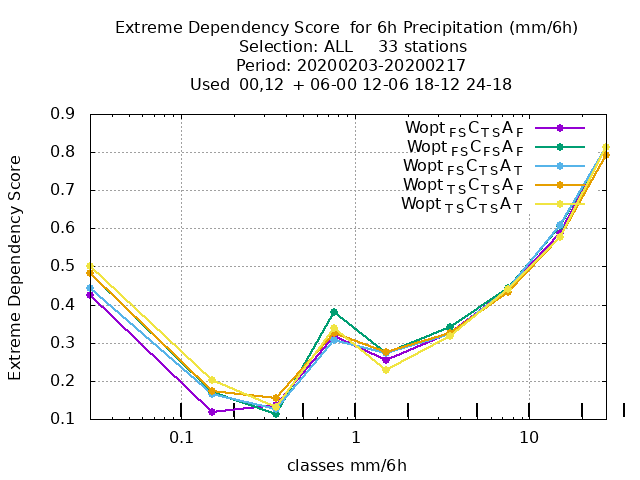 Extreme Dependency Score  for 6h Precipitation (mm/6h)
Selection: ALL     33 stations
Period: 20200203-20200217
Used  00,12  + 06-00 12-06 18-12 24-18
Extreme Dependency Score
0.9
0.8
0.7
0.6
0.5
0.4
0.3
0.2
0.1
Wopt FS C TS A F
Wopt FS C FS A F
Wopt FS C TS A T
Wopt TS C TS A F
Wopt TS C TS A T
0.1
1
10
classes mm/6h